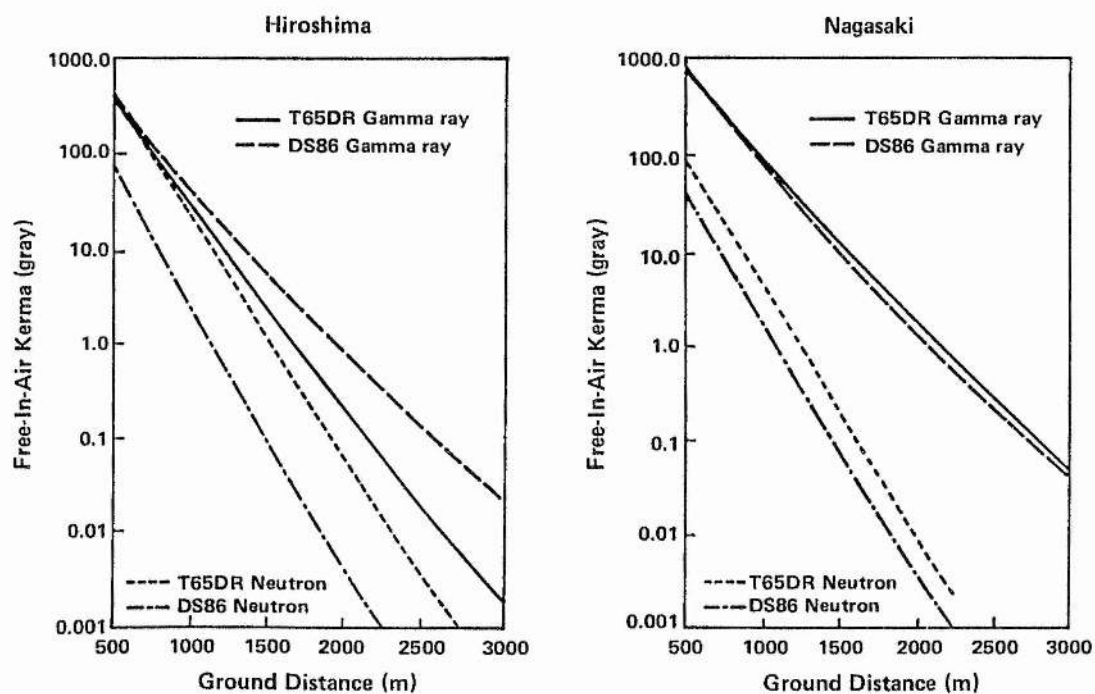 Hiroshima
1000.0
100.0
10.0
1.0
0.1
0.01
0.001
Free-In-Air Kerma (gray)
T65DR Gamma ray
DS86 Gamma ray
T65DR Neutron
DS86 Neutron
500 1000 1500 2000 2500 3000
Ground Distance (m)
Nagasaki
1000.0
100.0
10.0
1.0
0.1
0.01
0.001
Free-In-Air Kerma (gray)
T65DR Gamma ray
DS86 Gamma ray
T65DR Neutron
DS86 Neutron
500 1000 1500 2000 2500 3000
Ground Distance (m)